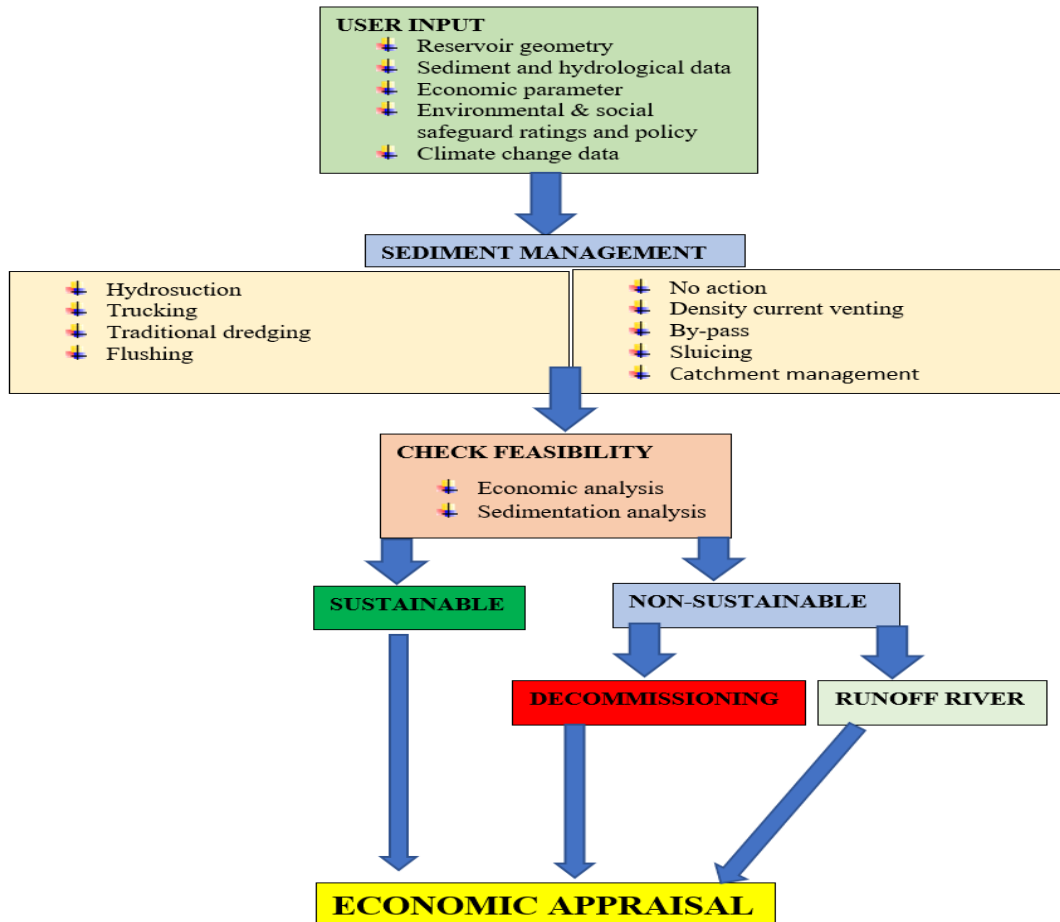 USER INPUT
Reservoir geometry
Sediment and hydrological data
Economic parameter
Environmental & social
safeguard ratings and policy
Climate change data
SEDIMENT MANAGEMENT
Hydrosuction
Trucking
Traditional dredging
Flushing
No action
Density current venting
By-pass
Sluicing
Catchment management
CHECK FEASIBILITY
Economic analysis
Sedimentation analysis
SUSTAINABLE
NON-SUSTAINABLE
DECOMMISSIONING
RUNOFF RIVER
ECONOMIC APPRAISAL